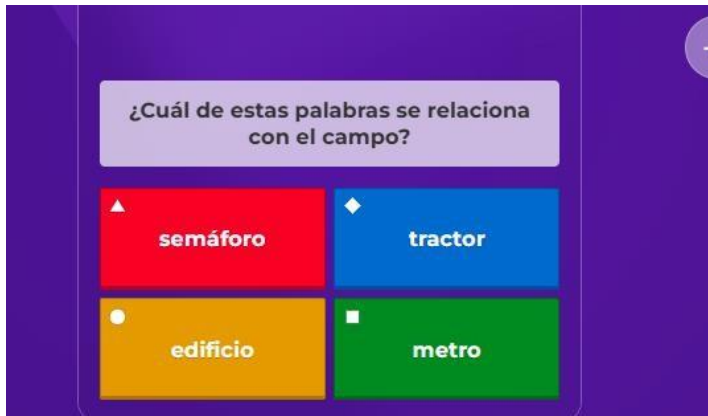 ¿Cuál de estas palabras se relaciona
con el campo?
semáforo
tractor
edificio
metro